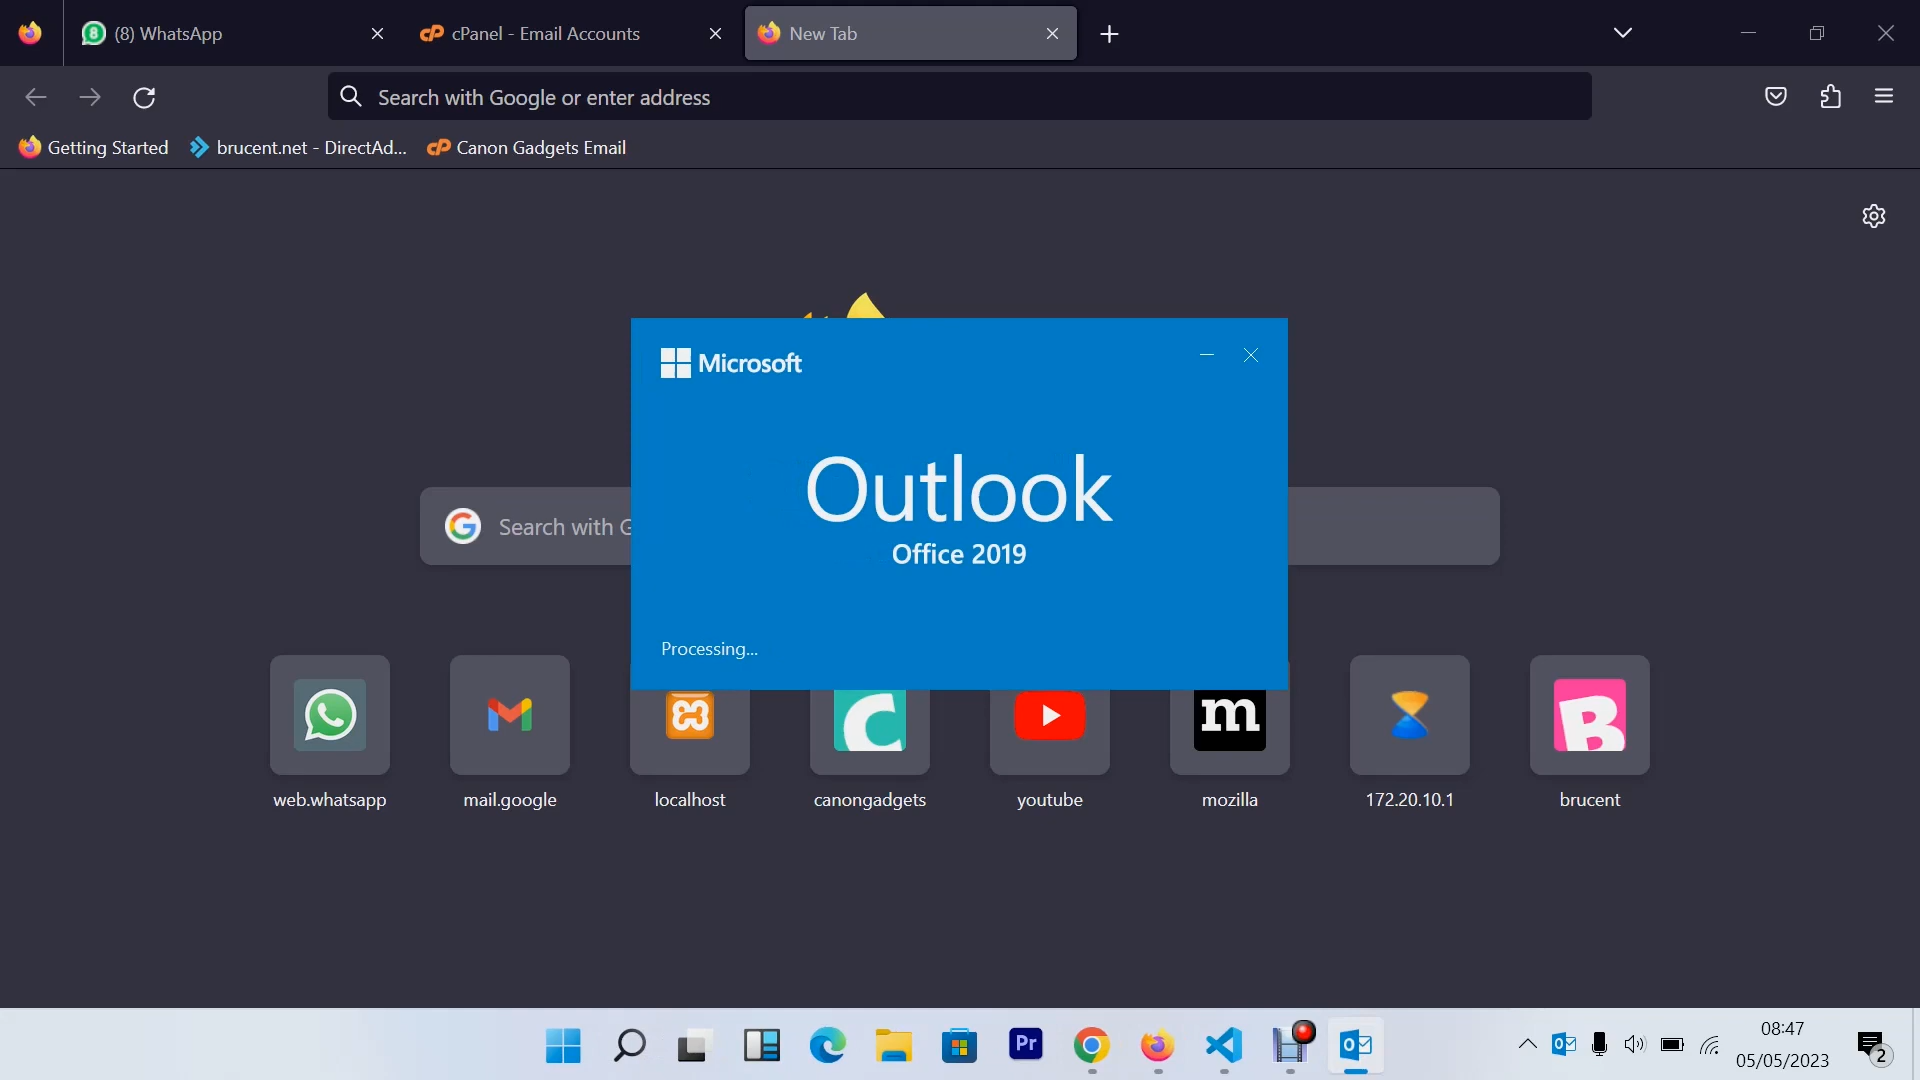 (8) WhatsApp
cPanel - Email Accounts
New Tab
Search with Google or enter address
Getting Started
brucent.net - DirectAd...
Canon Gadgets Email
Microsoft
Outlook
Office 2019
Search with G
Processing...
m
web.whatsapp
mail.google
localhost
canongadgets
youtube
mozilla
172.20.10.1
brucent
Pr
08:47
05/05/2023
2